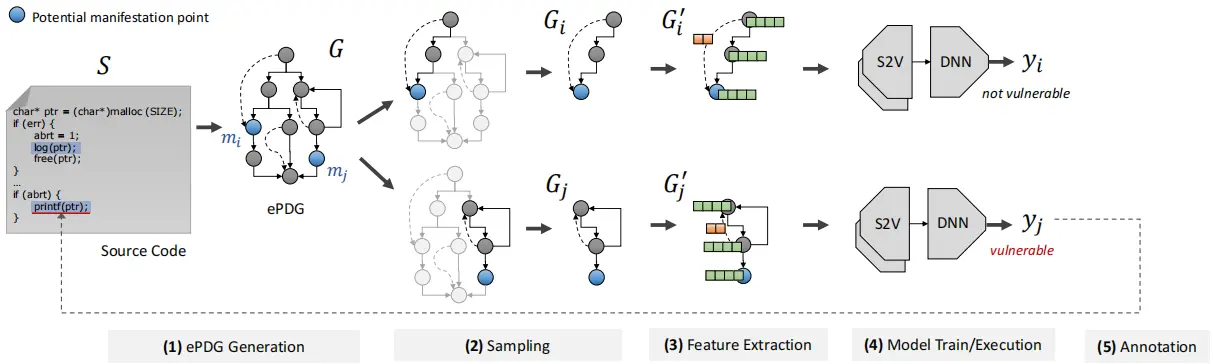 Potential manifestation point
S
char* ptr = (char*)malloc (SIZE);
if (err) {
abrt = 1;
log(ptr);
free(ptr);
}
...
if (abrt) {
printf(ptr);
}
Source Code
G
m_i
m_j
ePDG
G_i
G'_i
S2V
DNN
y_i
not vulnerable
G_j
G'_j
S2V
DNN
y_j
vulnerable
(1) ePDG Generation
(2) Sampling
(3) Feature Extraction
(4) Model Train/Execution
(5) Annotation